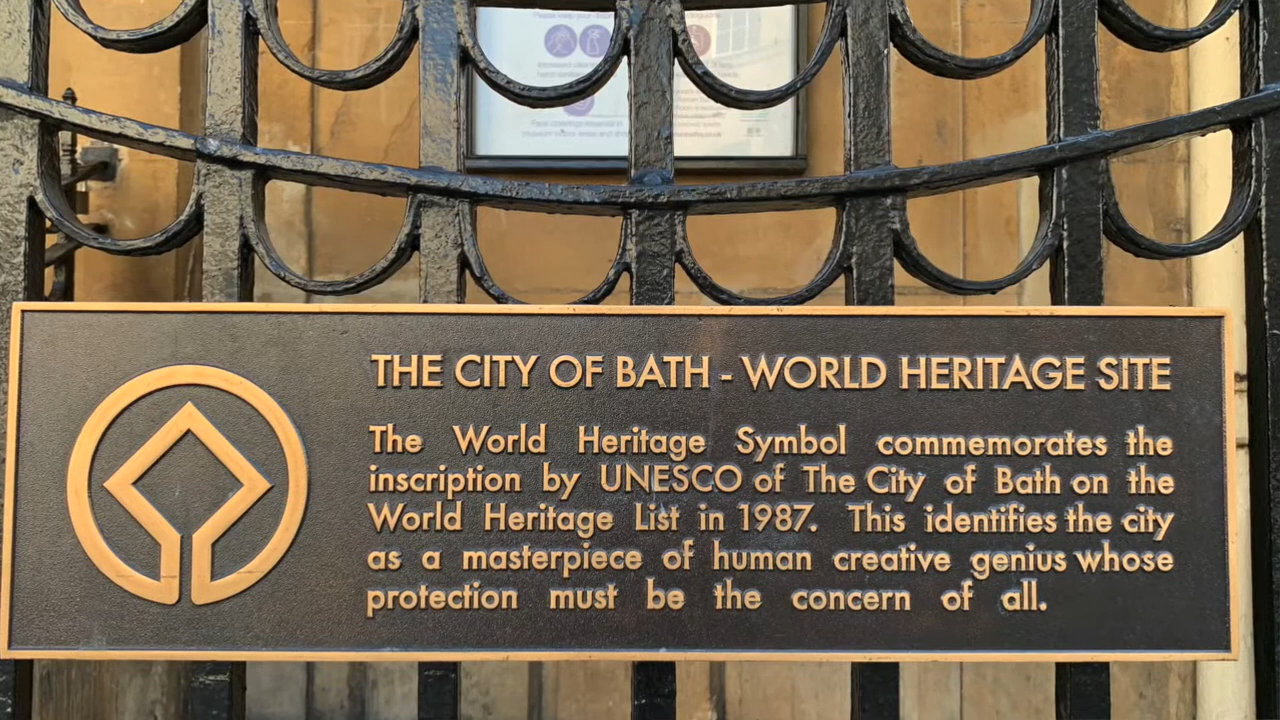 THE CITY OF BATH - WORLD HERITAGE SITE
The World Heritage Symbol commemorates the
inscription by UNESCO of The City of Bath on the
World Heritage List in 1987. This identifies the city
as a masterpiece of human creative genius whose
protection must be the concern of all.